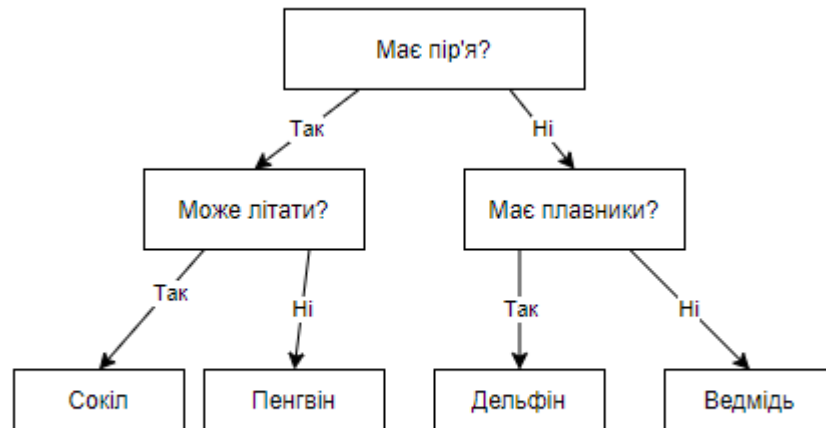 Має пір'я?
Так
Ні
Може літати?
Має плавники?
Так
Ні
Так
Ні
Сокіл
Пенгвін
Дельфін
Ведмідь